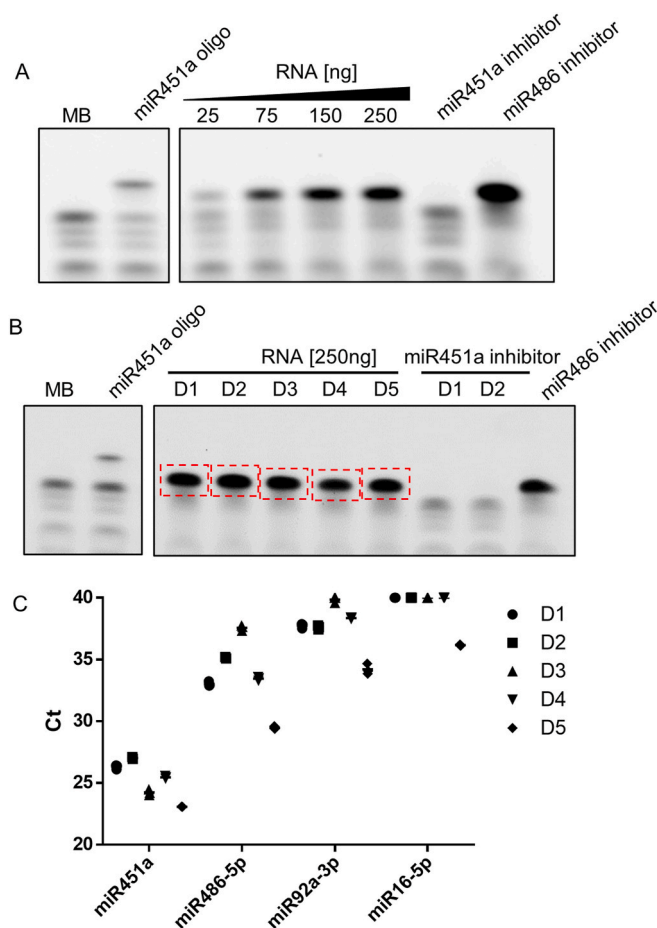 A
miR451a oligo
RNA [ng]
miR451a inhibitor
miR486 inhibitor
MB
25 75 150 250
B
miR451a oligo
RNA [250ng]
miR451a inhibitor
miR486 inhibitor
MB
D1 D2 D3 D4 D5 D1 D2
C
Ct
40
35
30
25
20
miR451a
miR486-5p
miR92a-3p
miR16-5p
D1
D2
D3
D4
D5